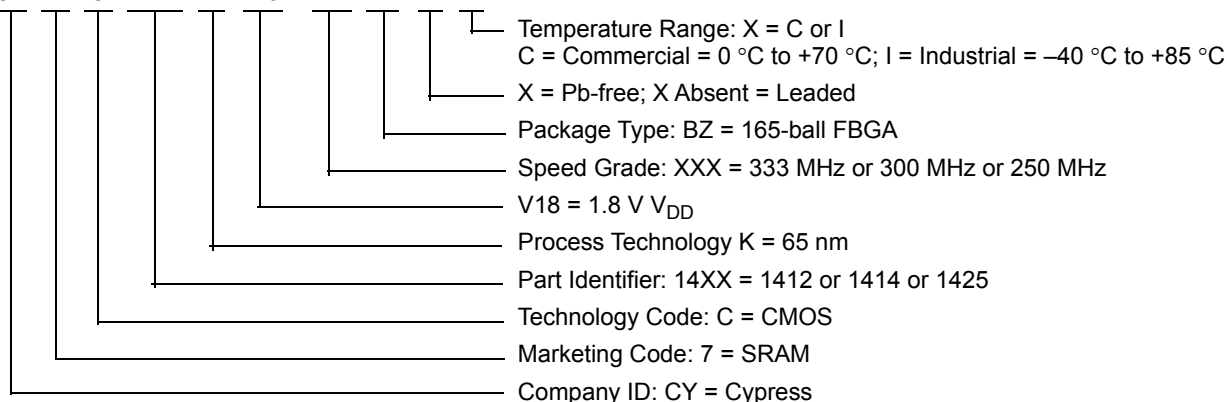 Temperature Range: X = C or I
C = Commercial = 0 °C to +70 °C; I = Industrial = –40 °C to +85 °C
X = Pb-free; X Absent = Leaded
Package Type: BZ = 165-ball FBGA
Speed Grade: XXX = 333 MHz or 300 MHz or 250 MHz
V18 = 1.8 V VDD
Process Technology K = 65 nm
Part Identifier: 14XX = 1412 or 1414 or 1425
Technology Code: C = CMOS
Marketing Code: 7 = SRAM
Company ID: CY = Cypress